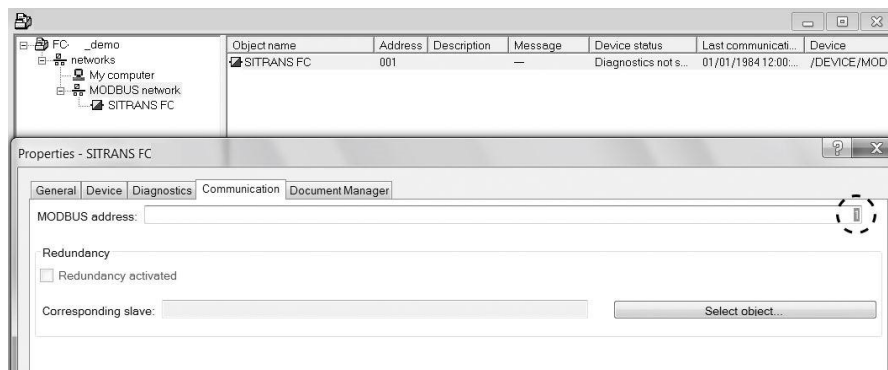 FC _demo
networks
My computer
MODBUS network
SITRANS FC
Object name Address Description Message Device status Last communicati... Device
SITRANS FC 001 — Diagnostics not s... 01/01/1984 12:00:... /DEVICE/MOD
Properties - SITRANS FC
General Device Diagnostics Communication Document Manager
MODBUS address: 1
Redundancy
Redundancy activated
Corresponding slave: Select object...